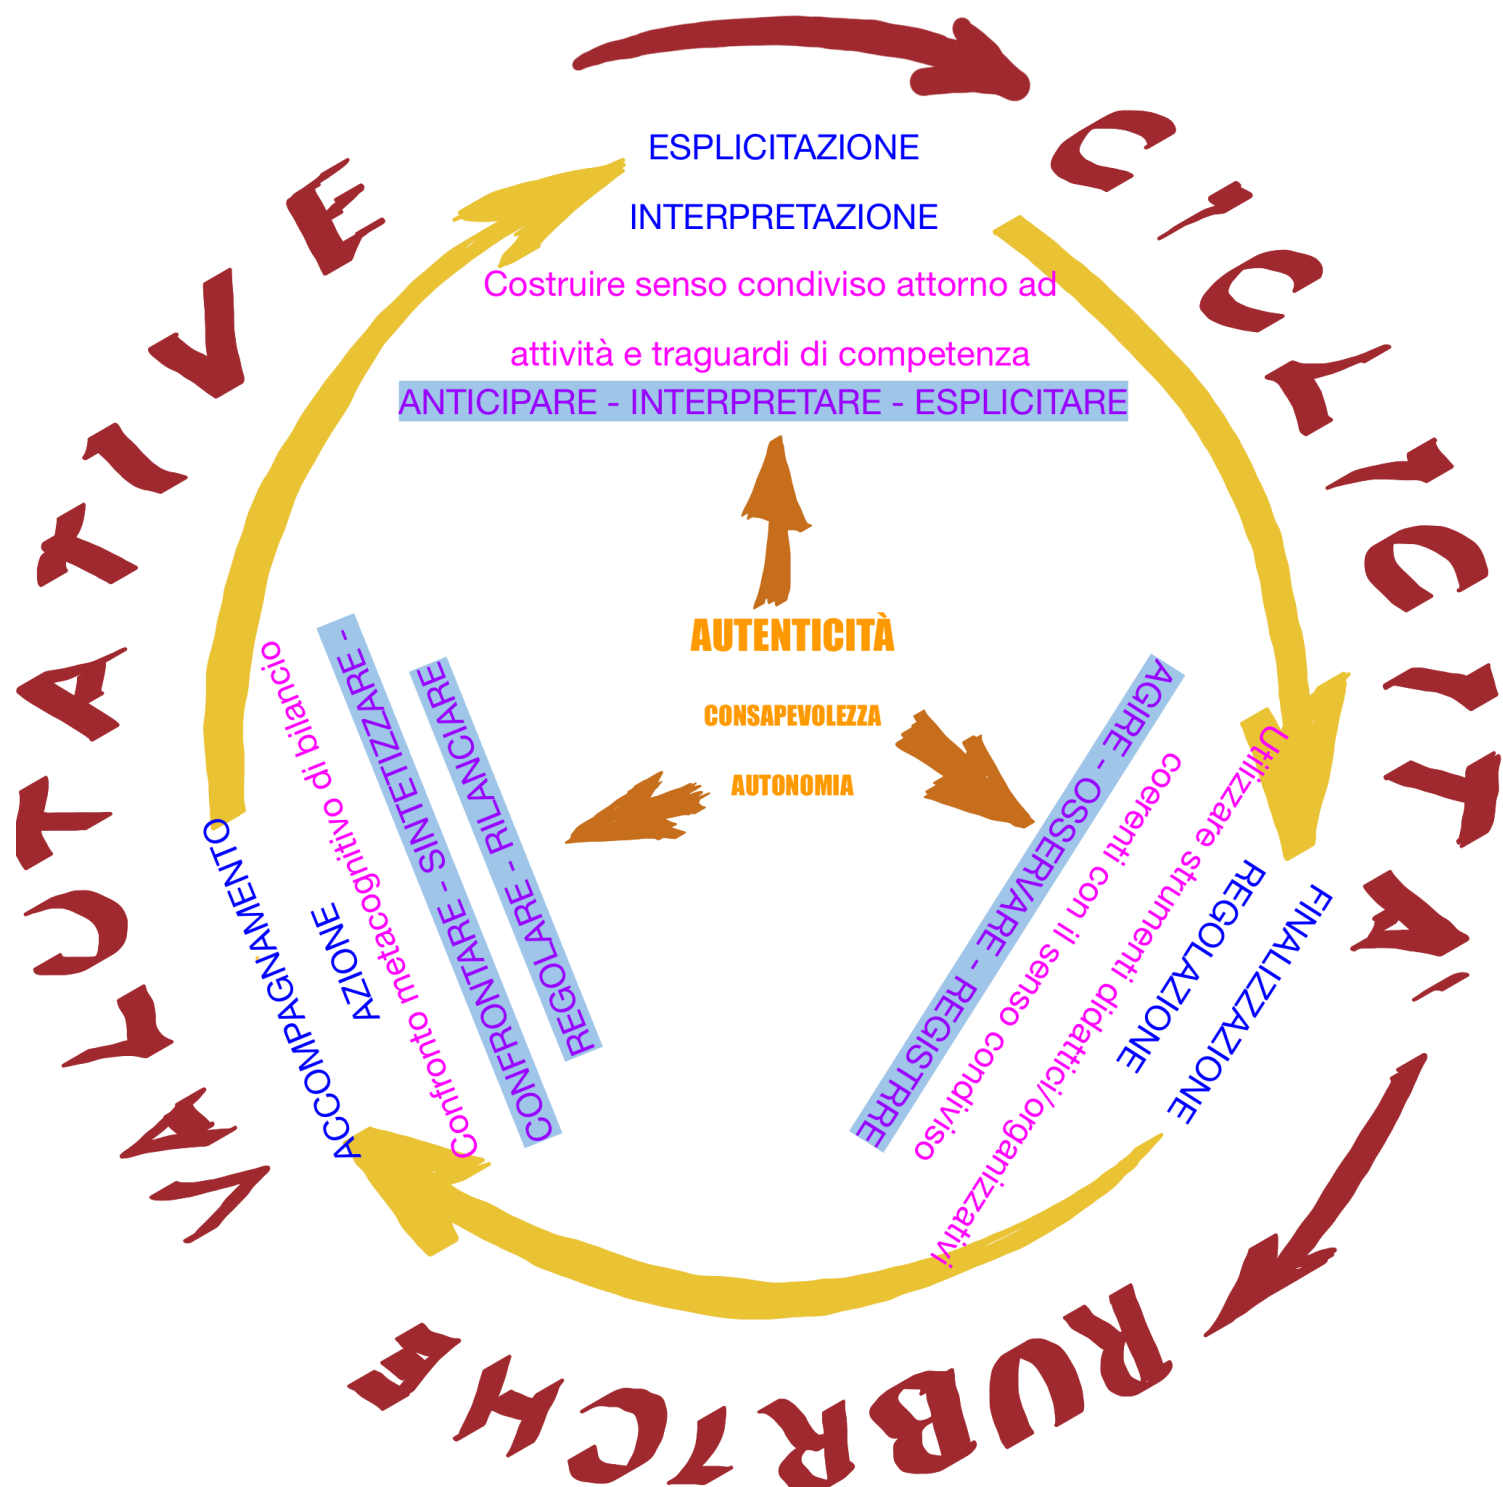 CICLICITA'
RUBRICHE
VALUTATIVE
ESPLICITAZIONE
INTERPRETAZIONE
Costruire senso condiviso attorno ad
attività e traguardi di competenza
ANTICIPARE - INTERPRETARE - ESPLICITARE
AUTENTICITÀ
CONSAPEVOLEZZA
AUTONOMIA
FINALIZZAZIONE
REGOLAZIONE
Utilizzare strumenti didattici/organizzativi
coerenti con il senso condiviso
AGIRE - OSSERVARE - REGISTRRE
ACCOMPAGNAMENTO
AZIONE
Confronto metacognitivo di bilancio
CONFRONTARE - SINTETIZZARE -
REGOLARE - RILANCIARE